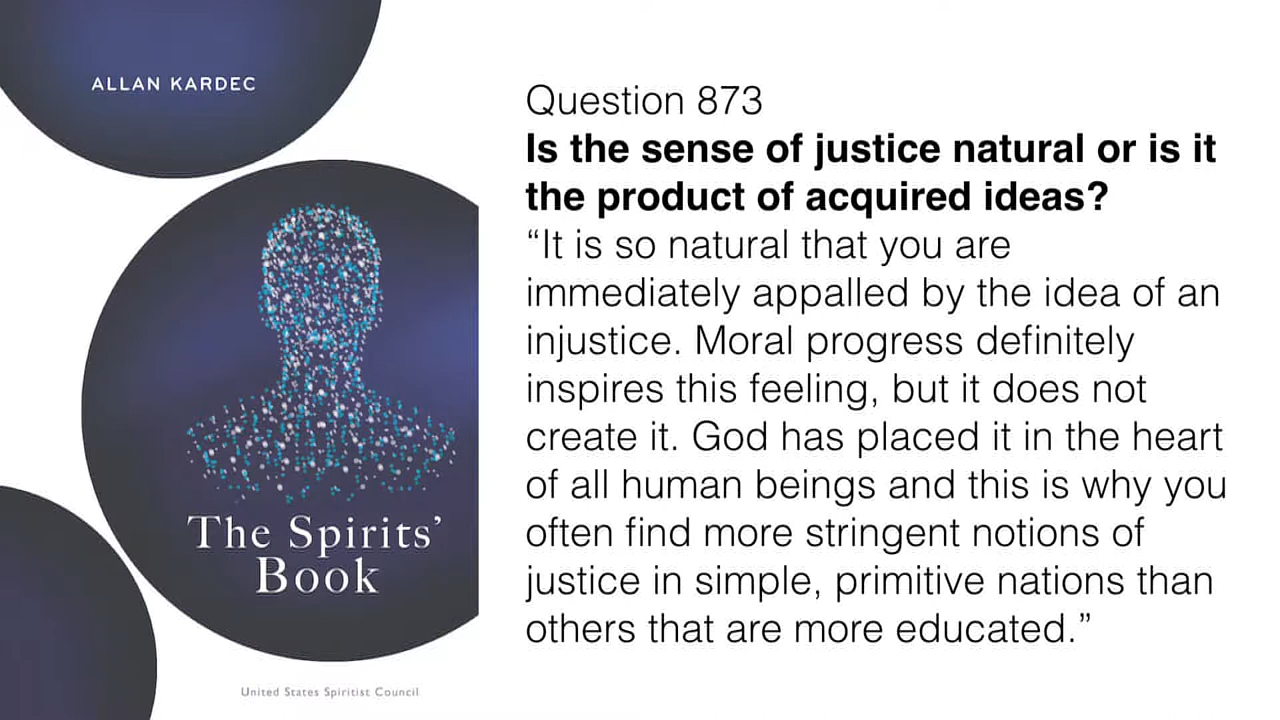 ALLAN KARDEC
The Spirits’
Book
United States Spiritist Council
Question 873
Is the sense of justice natural or is it
the product of acquired ideas?
“It is so natural that you are
immediately appalled by the idea of an
injustice. Moral progress definitely
inspires this feeling, but it does not
create it. God has placed it in the heart
of all human beings and this is why you
often find more stringent notions of
justice in simple, primitive nations than
others that are more educated.”